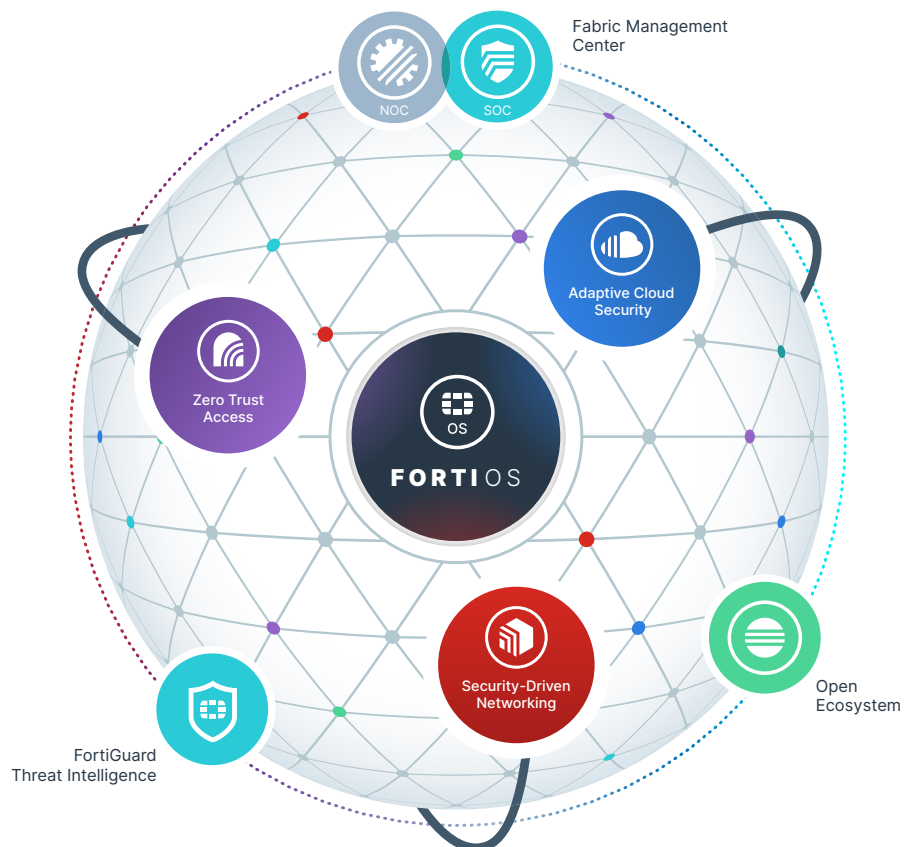 Fabric Management
Center
NOC
SOC
Adaptive Cloud
Security
Zero Trust
Access
OS
FORTIOS
Security-Driven
Networking
Open
Ecosystem
FortiGuard
Threat Intelligence